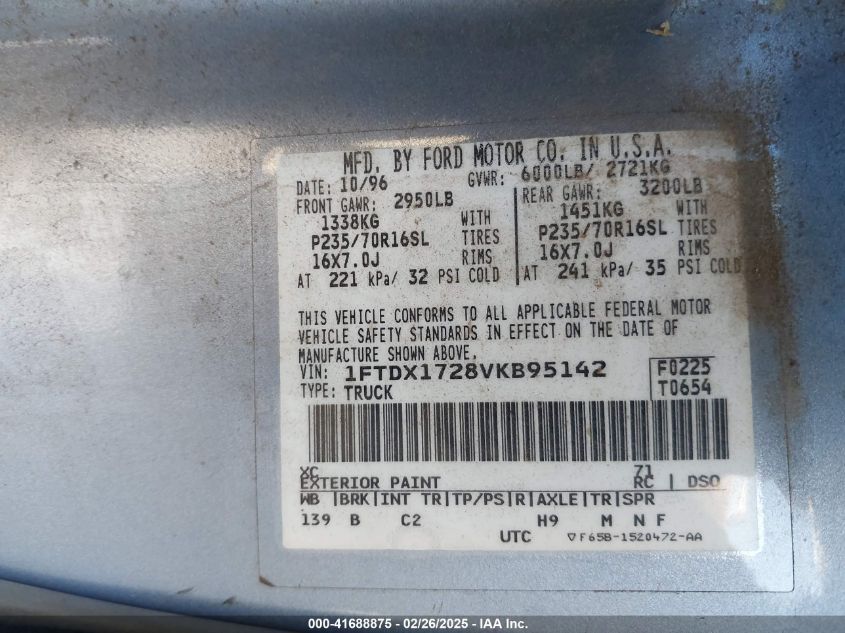 MFD. BY FORD MOTOR CO. IN U.S.A.
DATE: 10/96 GVWR: 6000LB/ 2721KG
FRONT GAWR: 2950LB REAR GAWR: 3200LB
1338KG WITH 1451KG WITH
P235/70R16SL TIRES P235/70R16SL TIRES
16X7.0J RIMS 16X7.0J RIMS
AT 221 kPa/ 32 PSI COLD AT 241 kPa/ 35 PSI COLD
THIS VEHICLE CONFORMS TO ALL APPLICABLE FEDERAL MOTOR
VEHICLE SAFETY STANDARDS IN EFFECT ON THE DATE OF
MANUFACTURE SHOWN ABOVE.
VIN: 1FTDX1728VKB95142 F0225
TYPE: TRUCK T0654
XC 71
EXTERIOR PAINT RC | DSO
WB |BRK|INT TR|TP/PS|R|AXLE|TR|SPR
139 B C2 H9 M N F
UTC ▽F65B-1520472-AA
000-41688875 - 02/26/2025 - IAAI - Copart Inc.